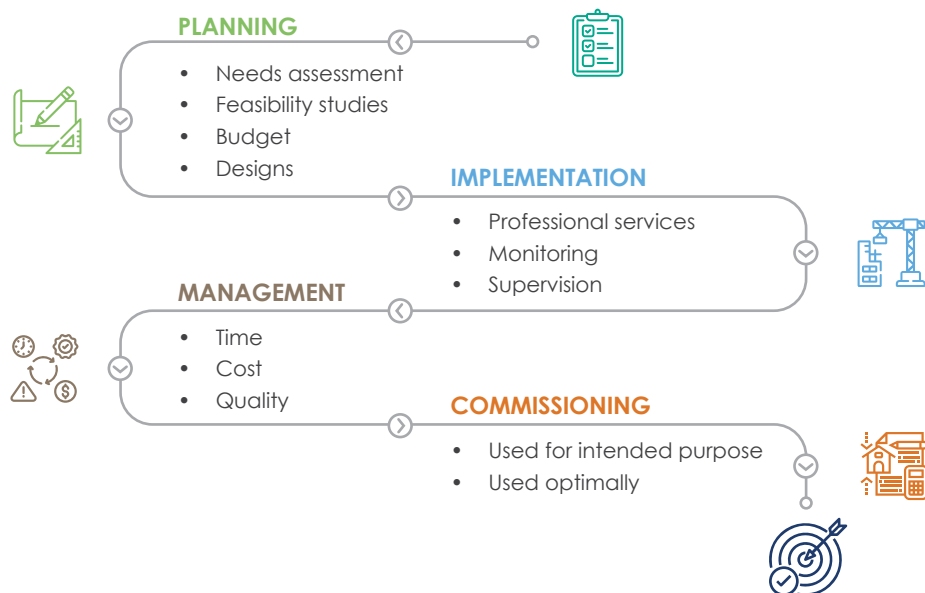 PLANNING
• Needs assessment
• Feasibility studies
• Budget
• Designs
IMPLEMENTATION
• Professional services
• Monitoring
• Supervision
MANAGEMENT
• Time
• Cost
• Quality
COMMISSIONING
• Used for intended purpose
• Used optimally